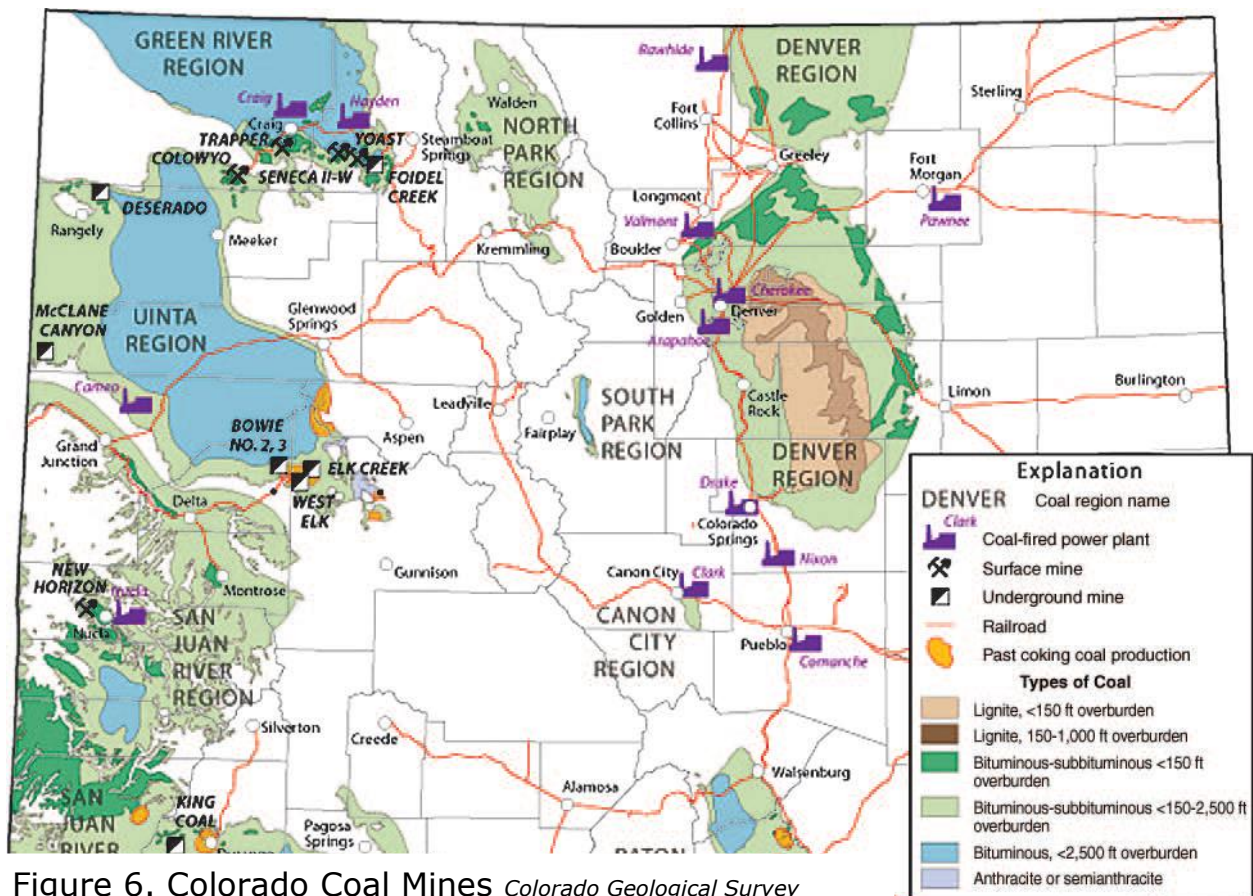 GREEN RIVER
REGION
DENVER
REGION
Rawhide
Sterling
Walden
Craig
Hayden
Fort
Collins
NORTH
PARK
REGION
Craig
TRAPPER
YOAST
Steamboat
Springs
COLOWYO
SENECA II-W
FOIDEL
CREEK
Greeley
Fort
Morgan
Longmont
Pawnee
DESERADO
Valmont
Rangely
Meeker
Kremmling
Boulder
Cherokee
Golden
Denver
Arapahoe
McCLANE
CANYON
UINTA
REGION
Glenwood
Springs
Cameo
Leadville
SOUTH
PARK
REGION
Castle
Rock
Limon
Burlington
BOWIE
NO. 2, 3
Aspen
Fairplay
Grand
Junction
DENVER
REGION
ELK CREEK
WEST
ELK
Delta
Drake
Colorado
Springs
NEW
HORIZON
Nucla
Nucla
Montrose
Gunnison
Canon City
Clark
Nixon
SAN
JUAN
RIVER
REGION
CANON
CITY
REGION
Pueblo
Comanche
Silverton
Creede
Walsenburg
Alamosa
SAN
JUAN
RIVER
KING
COAL
Pagosa
Springs
Explanation
DENVER Coal region name
Clark
Coal-fired power plant
Surface mine
Underground mine
Railroad
Past coking coal production
Types of Coal
Lignite, <150 ft overburden
Lignite, 150-1,000 ft overburden
Bituminous-subbituminous <150 ft
overburden
Bituminous-subbituminous <150-2,500 ft
overburden
Bituminous, <2,500 ft overburden
Anthracite or semianthracite
Figure 6. Colorado Coal Mines Colorado Geological Survey